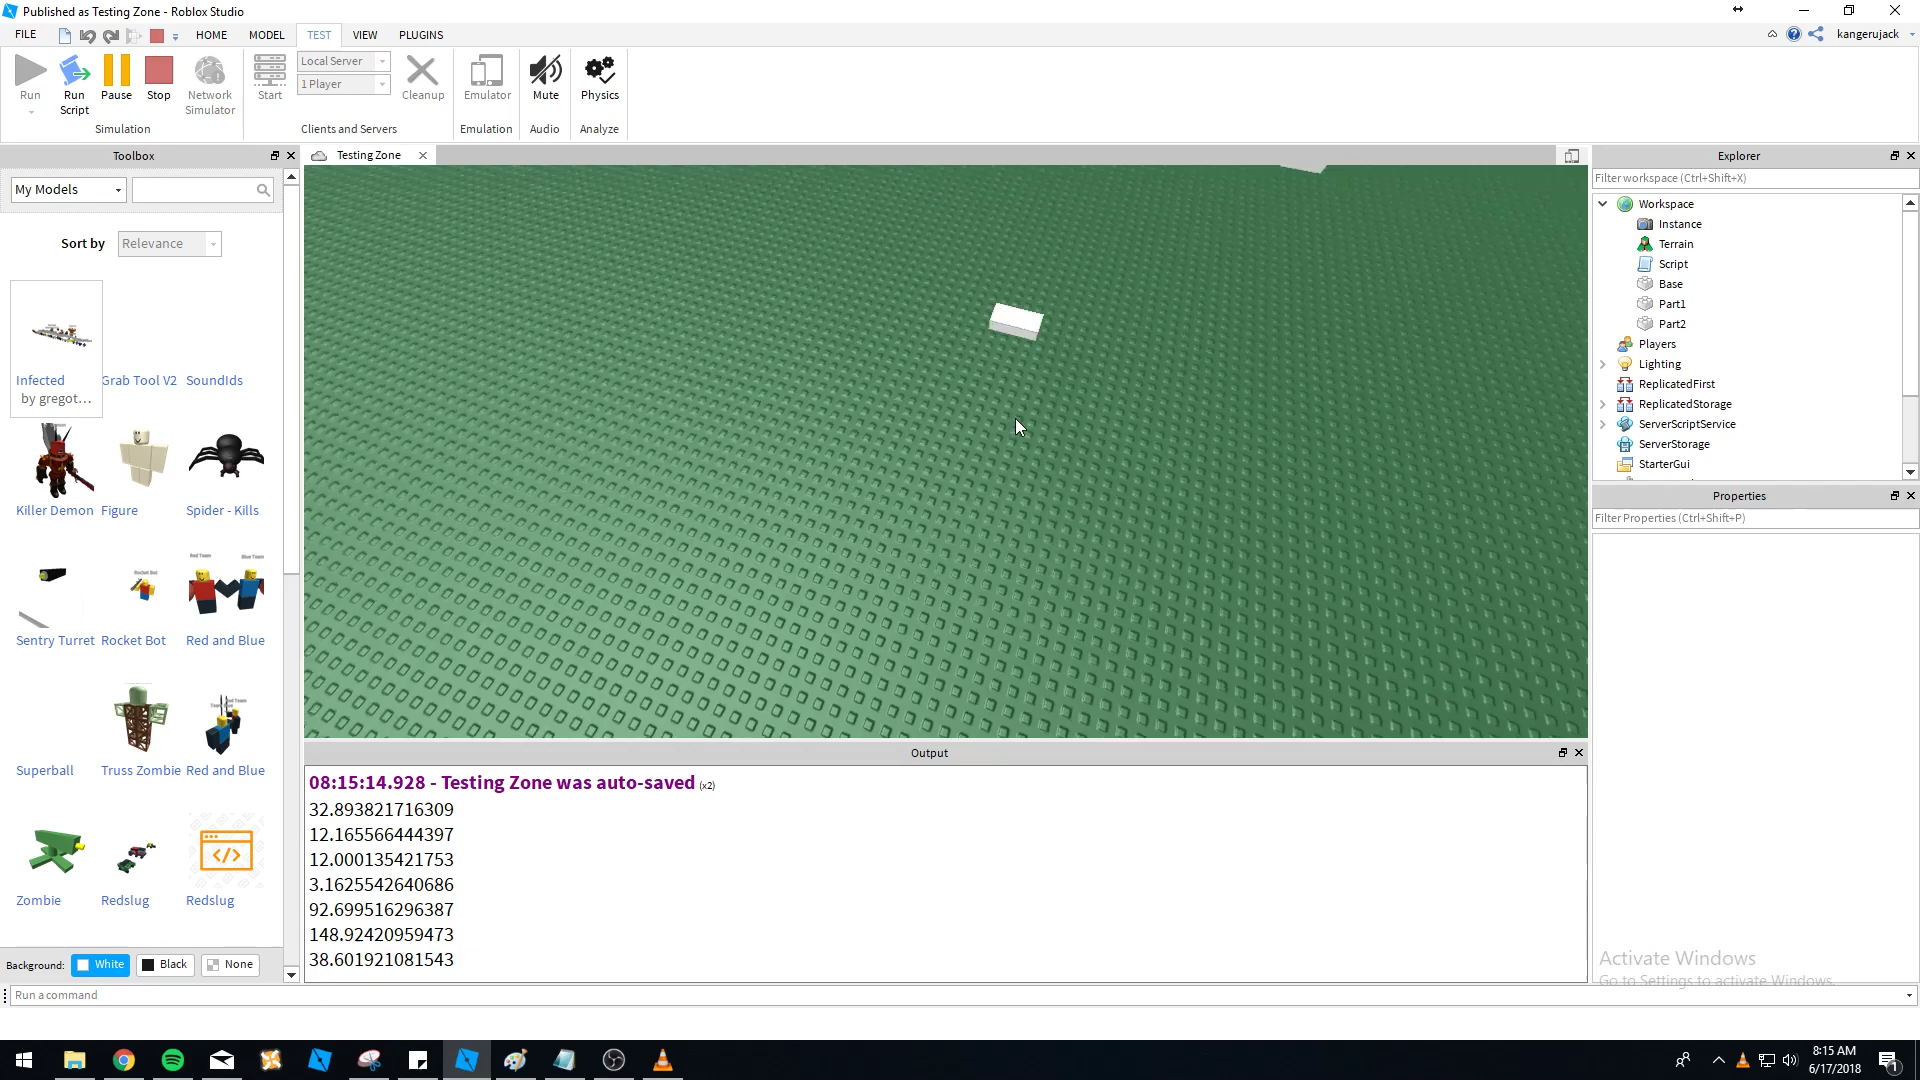 Published as Testing Zone - Roblox Studio
FILE HOME MODEL TEST VIEW PLUGINS kangerujack
Run
Run Script
Pause
Stop
Network Simulator
Simulation
Start
Local Server
1 Player
Cleanup
Clients and Servers
Emulator
Emulation
Mute
Audio
Physics
Analyze
Toolbox
My Models
Sort by Relevance
Infected Grab Tool V2 SoundIds
by gregot...
Killer Demon Figure Spider - Kills
Red Team Blue Team
Rocket Bot
Sentry Turret Rocket Bot Red and Blue
Superball Truss Zombie Red and Blue
Zombie Redslug Redslug
Background: White Black None
Testing Zone
Output
08:15:14.928 - Testing Zone was auto-saved (x2)
32.893821716309
12.165566444397
12.000135421753
3.1625542640686
92.699516296387
148.92420959473
38.601921081543
Explorer
Filter workspace (Ctrl+Shift+X)
Workspace
Instance
Terrain
Script
Base
Part1
Part2
Players
Lighting
ReplicatedFirst
ReplicatedStorage
ServerScriptService
ServerStorage
StarterGui
Properties
Filter Properties (Ctrl+Shift+P)
Activate Windows
Go to Settings to activate Windows.
Run a command
8:15 AM
6/17/2018
1